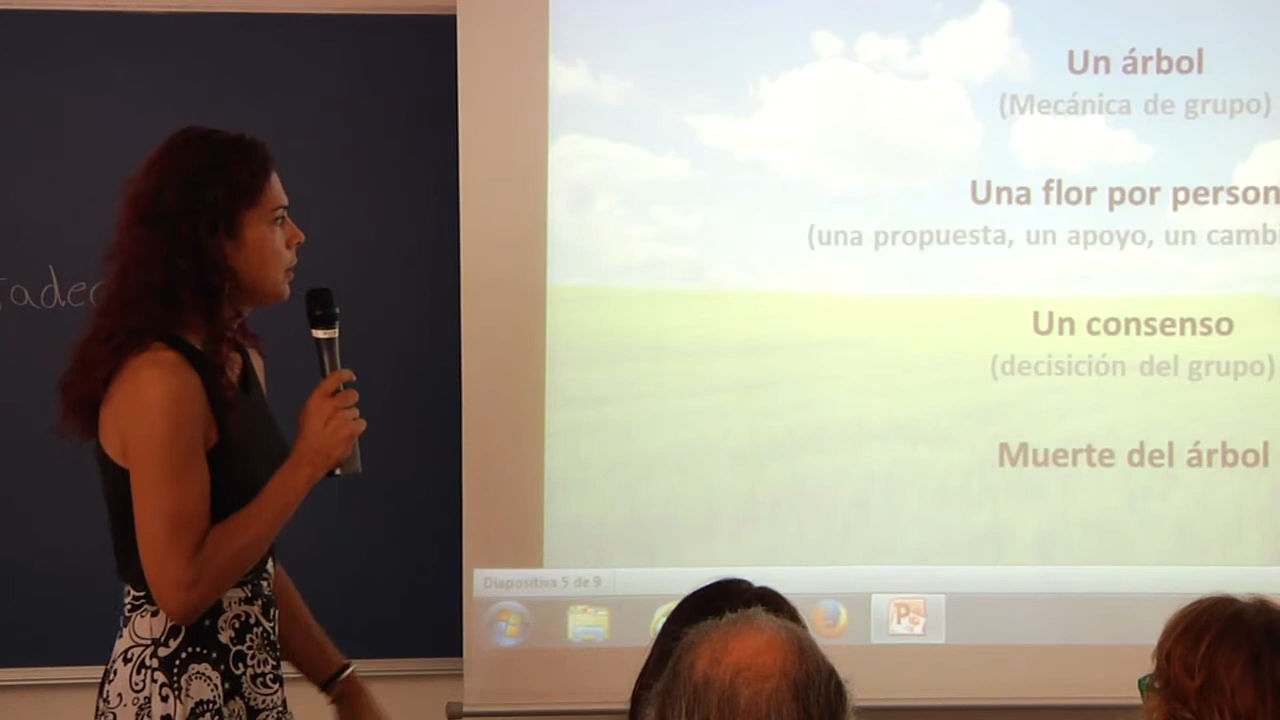 Un árbol
(Mecánica de grupo)
Una flor por person
(una propuesta, un apoyo, un cambi
Un consenso
(decisición del grupo)
Muerte del árbol
Diapositiva 5 de 9